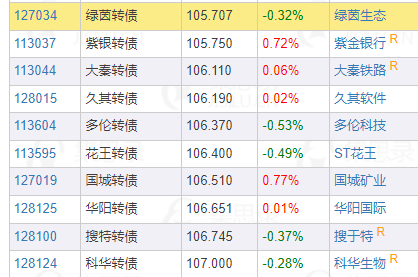 127034 绿茵转债 105.707 -0.32% 绿茵生态
113037 紫银转债 105.750 0.72% 紫金银行 R
113044 大秦转债 106.110 0.06% 大秦铁路 R
128015 久其转债 106.190 0.02% 久其软件
113604 多伦转债 106.370 -0.53% 多伦科技
113595 花王转债 106.400 -0.49% ST花王
127019 国城转债 106.510 0.77% 国城矿业
128125 华阳转债 106.651 0.01% 华阳国际
128100 搜特转债 106.745 -0.37% 搜于特 R
128124 科华转债 107.000 -0.28% 科华生物 R